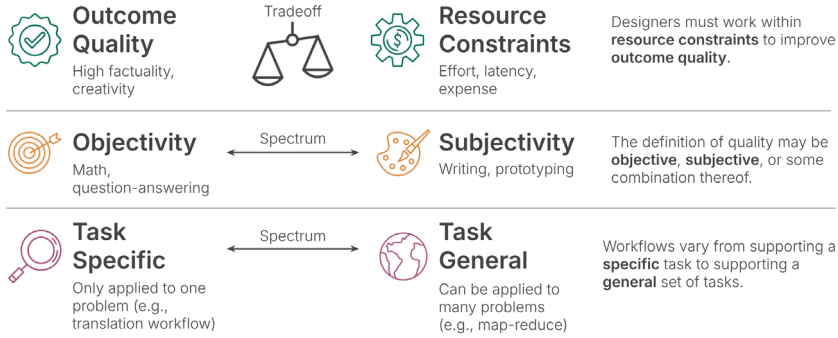 Outcome
Quality
High factuality,
creativity
Tradeoff
$
Resource
Constraints
Effort, latency,
expense
Designers must work within
resource constraints to improve
outcome quality.
Objectivity
Math,
question-answering
Spectrum
Subjectivity
Writing, prototyping
The definition of quality may be
objective, subjective, or some
combination thereof.
Task
Specific
Only applied to one
problem (e.g.,
translation workflow)
Spectrum
Task
General
Can be applied to
many problems
(e.g., map-reduce)
Workflows vary from supporting a
specific task to supporting a
general set of tasks.